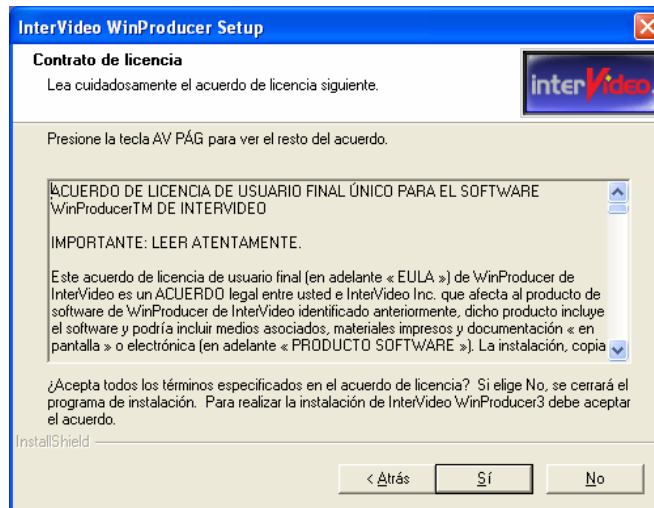 InterVideo WinProducer Setup
Contrato de licencia
Lea cuidadosamente el acuerdo de licencia siguiente.
interVideo.
Presione la tecla AV PÁG para ver el resto del acuerdo.
ACUERDO DE LICENCIA DE USUARIO FINAL ÚNICO PARA EL SOFTWARE
WinProducerTM DE INTERVIDEO
IMPORTANTE: LEER ATENTAMENTE.
Este acuerdo de licencia de usuario final (en adelante « EULA ») de WinProducer de
InterVideo es un ACUERDO legal entre usted e InterVideo Inc. que afecta al producto de
software de WinProducer de InterVideo identificado anteriormente, dicho producto incluye
el software y podría incluir medios asociados, materiales impresos y documentación « en
pantalla » o electrónica (en adelante « PRODUCTO SOFTWARE »). La instalación, copia
¿Acepta todos los términos especificados en el acuerdo de licencia? Si elige No, se cerrará el
programa de instalación. Para realizar la instalación de InterVideo WinProducer3 debe aceptar
el acuerdo.
InstallShield
< Atrás
Sí
No